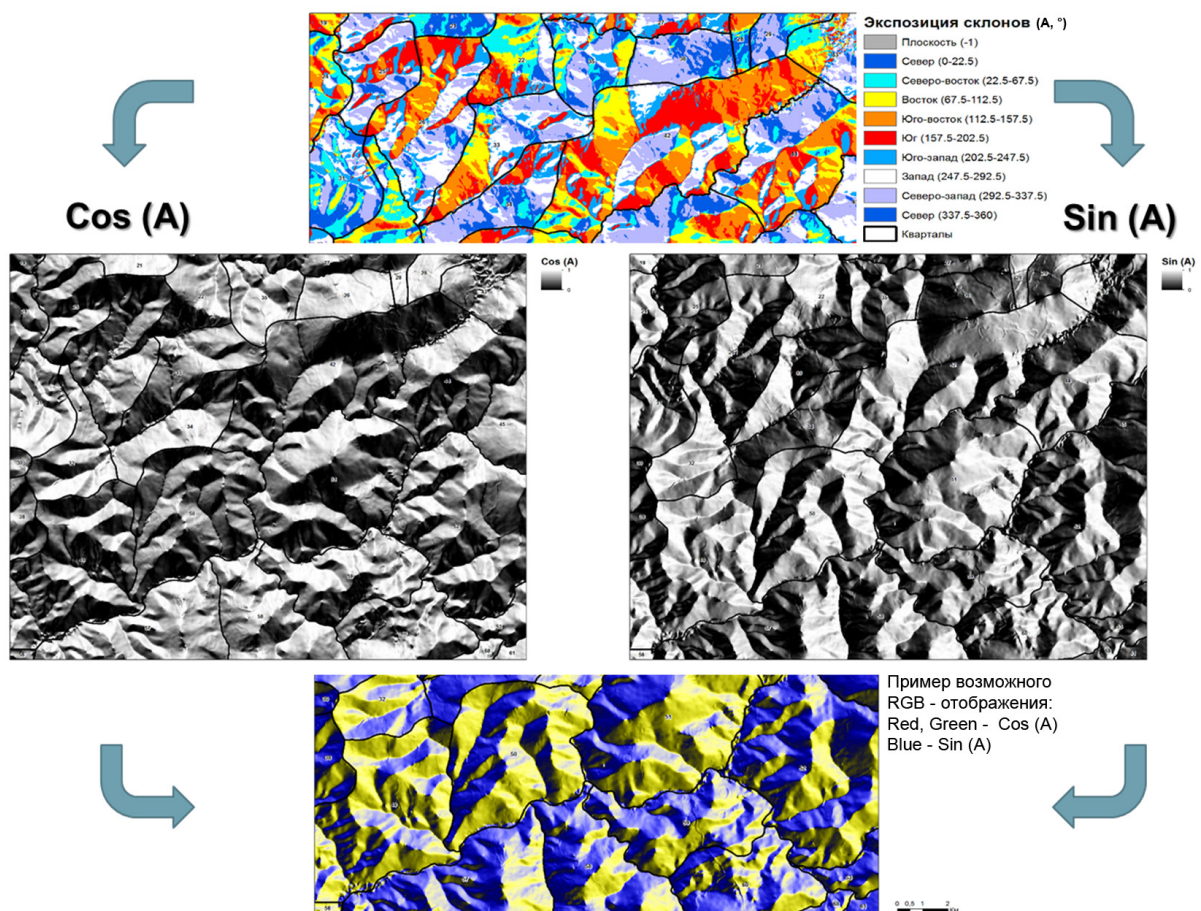 Экспозиция склонов (А, °)
Плоскость (-1)
Север (0-22.5)
Северо-восток (22.5-67.5)
Восток (67.5-112.5)
Юго-восток (112.5-157.5)
Юг (157.5-202.5)
Юго-запад (202.5-247.5)
Запад (247.5-292.5)
Северо-запад (292.5-337.5)
Север (337.5-360)
Кварталы
Cos (A)
Sin (A)
Cos (A)
1
0
Sin (A)
1
0
Пример возможного
RGB - отображения:
Red, Green - Cos (A)
Blue - Sin (A)
0 0,5 1 2